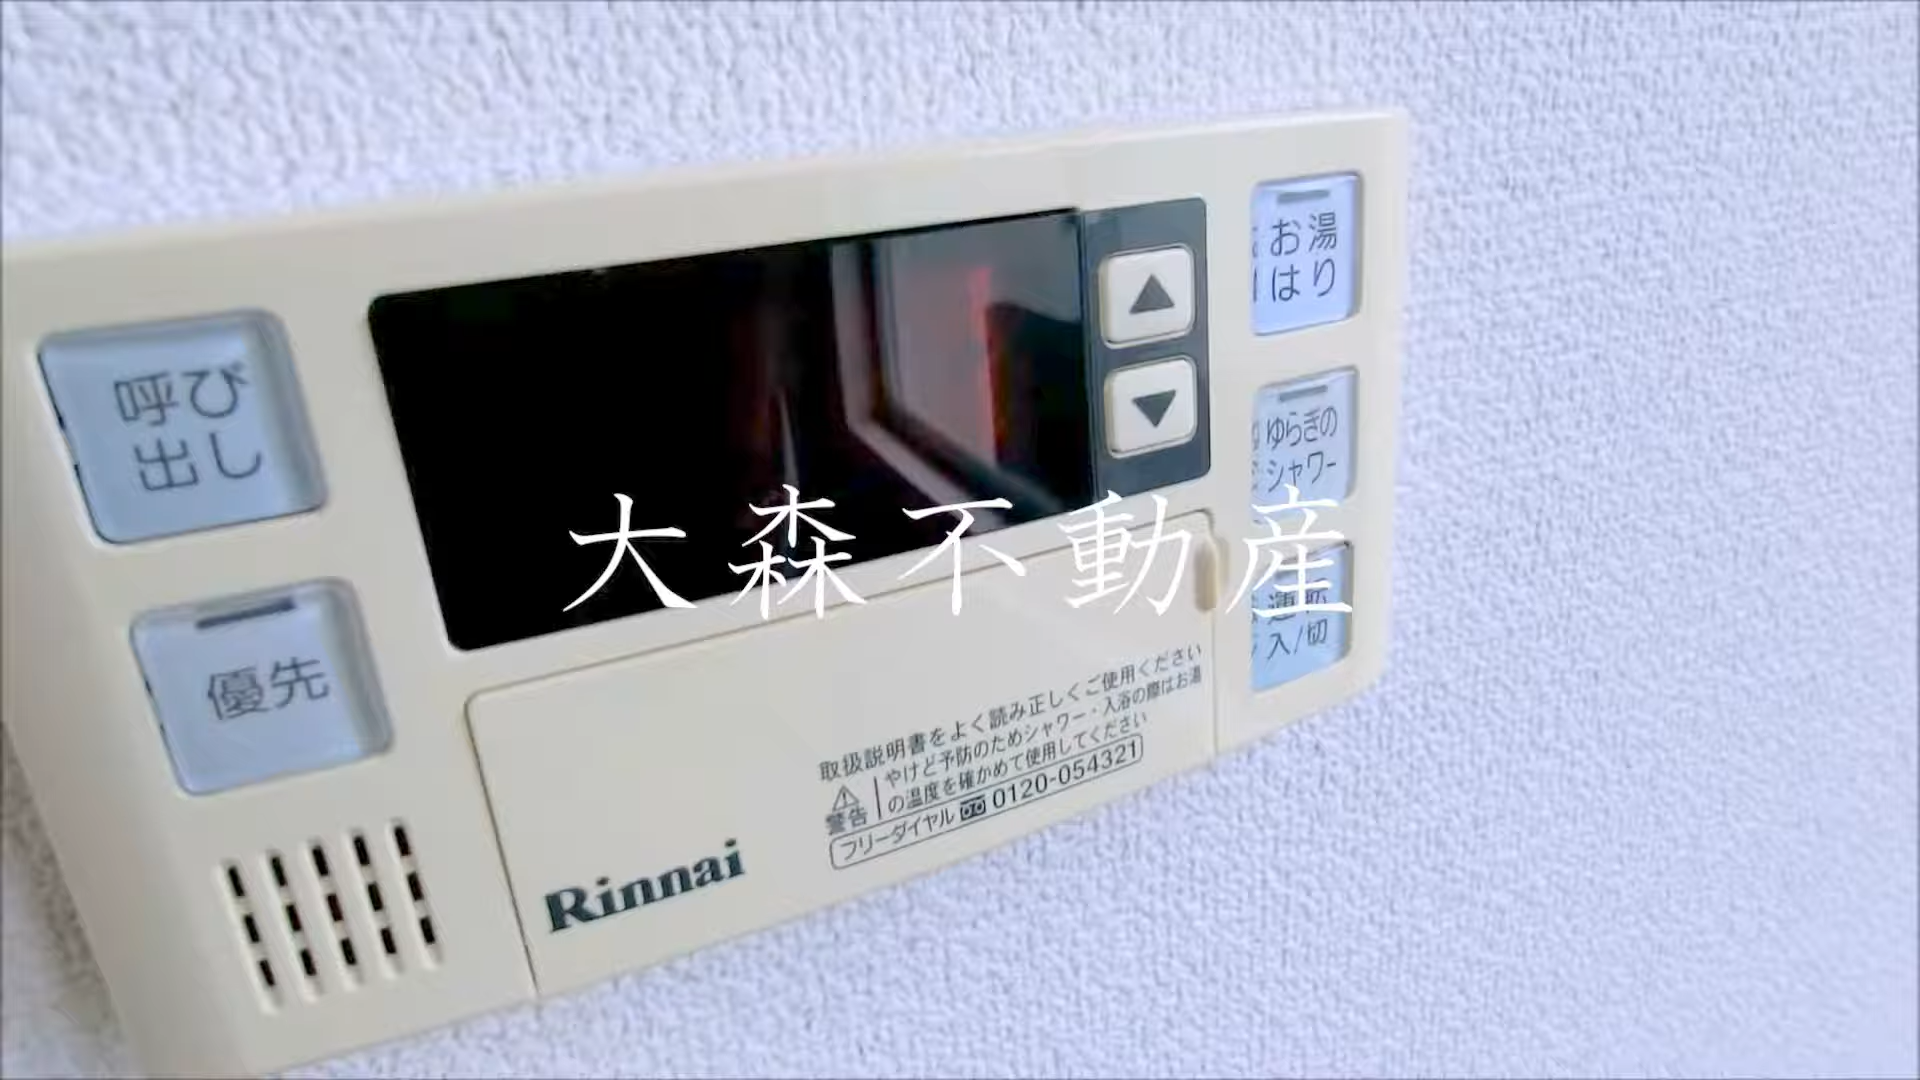 呼び
出し
優先
お湯
はり
ゆらぎの
シャワー
運転
入/切
大森不動産
取扱説明書をよく読み正しくご使用ください
警告
やけど予防のためシャワー・入浴の際はお湯
の温度を確かめて使用してください
フリーダイヤル 0120-054321
Rinnai